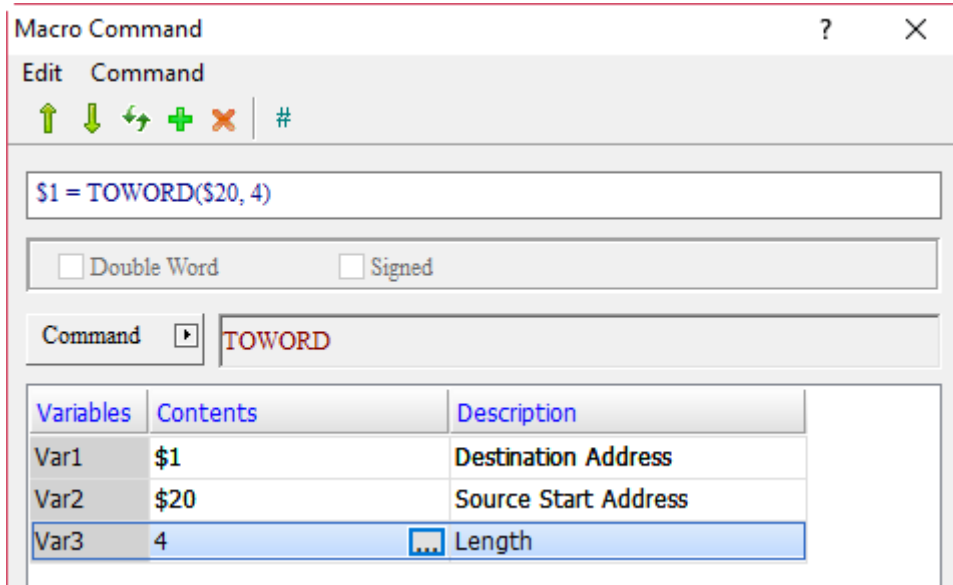 Macro Command ?
Edit Command
#
$1 = TOWORD($20, 4)
Double Word Signed
Command TOWORD
Variables Contents Description
Var1 $1 Destination Address
Var2 $20 Source Start Address
Var3 4 ... Length